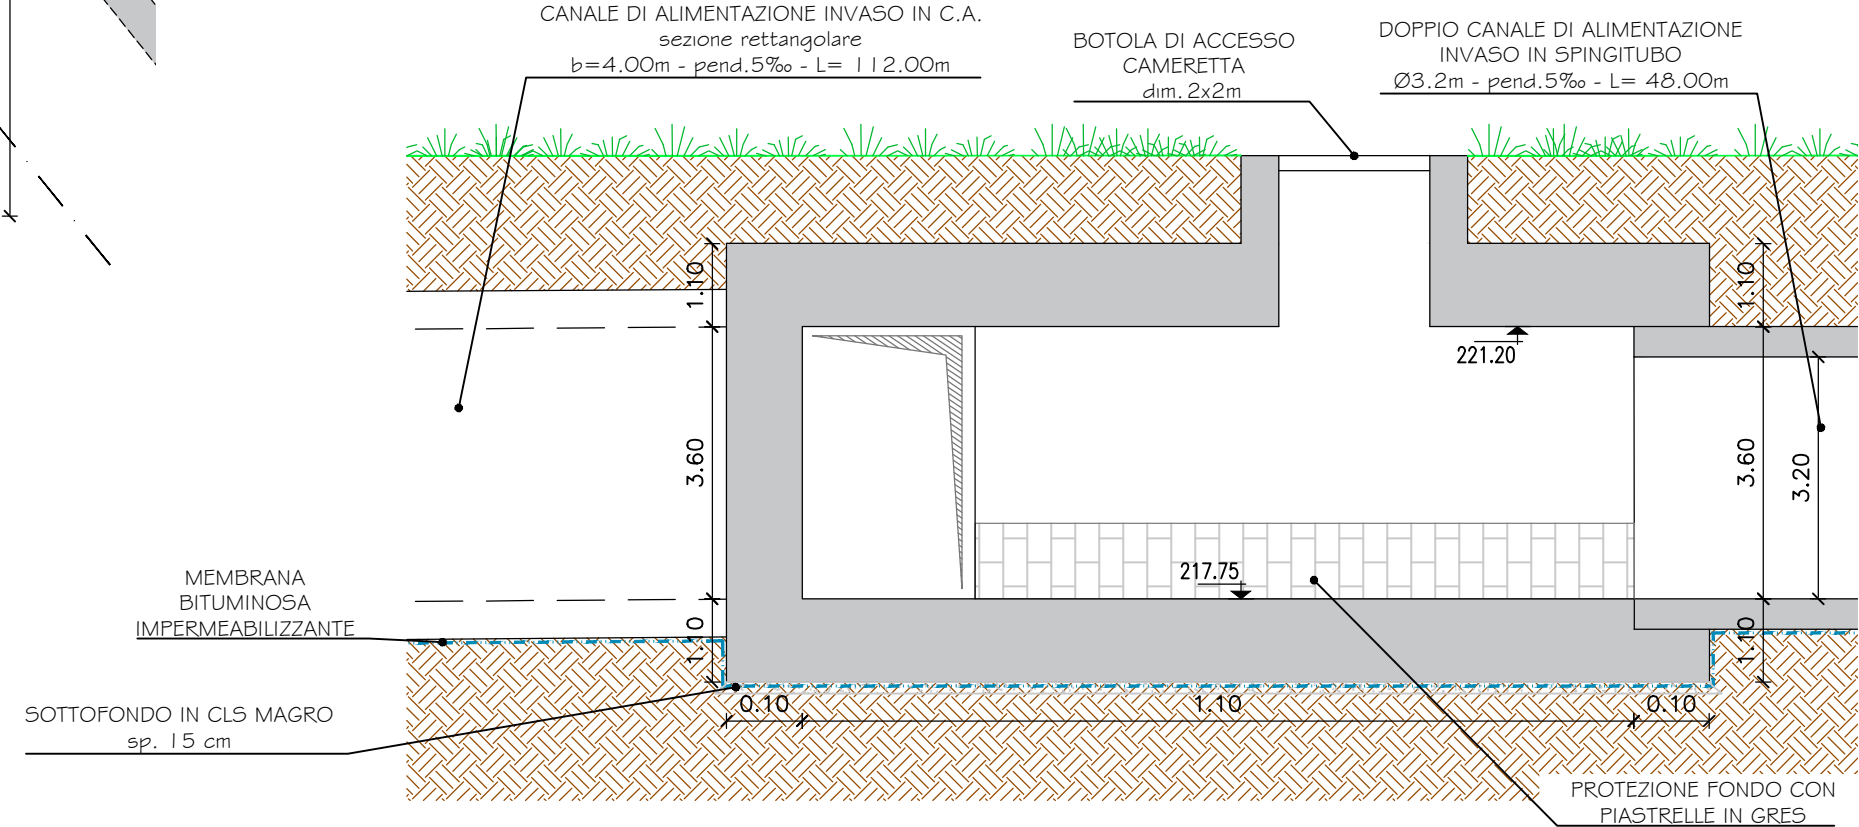 CANALE DI ALIMENTAZIONE INVASO IN C.A.
sezione rettangolare
b=4.00m - pend.5‰ - L= 112.00m
BOTOLA DI ACCESSO
CAMERETTA
dim. 2x2m
DOPPIO CANALE DI ALIMENTAZIONE
INVASO IN SPINGITUBO
Ø3.2m - pend.5‰ - L= 48.00m
1.10
1.10
221.20
3.60
3.60
3.20
217.75
MEMBRANA
BITUMINOSA
IMPERMEABILIZZANTE
1.10
1.10
0.10
1.10
0.10
SOTTOFONDO IN CLS MAGRO
sp. 15 cm
PROTEZIONE FONDO CON
PIASTRELLE IN GRES